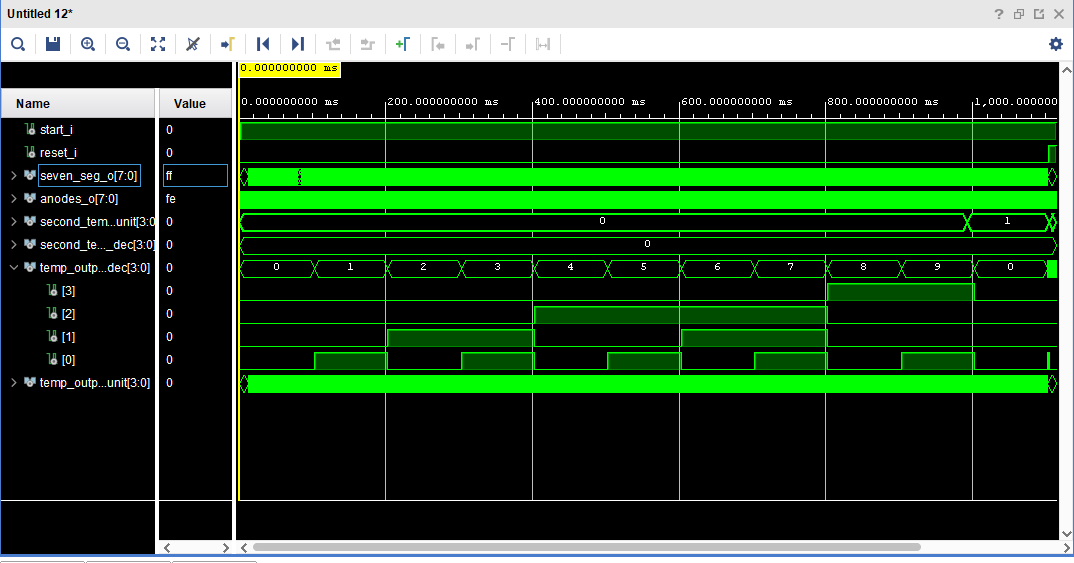 Untitled 12*
?
0.000000000 ms
Name Value
0.000000000 ms 200.000000000 ms 400.000000000 ms 600.000000000 ms 800.000000000 ms 1,000.0000000
start_i 0
reset_i 0
seven_seg_o[7:0] ff
anodes_o[7:0] fe
second_tem...unit[3:0] 0 0 1
second_te..._dec[3:0] 0 0
temp_outp...dec[3:0] 0 0 1 2 3 4 5 6 7 8 9 0
[3] 0
[2] 0
[1] 0
[0] 0
temp_outp...unit[3:0] 0